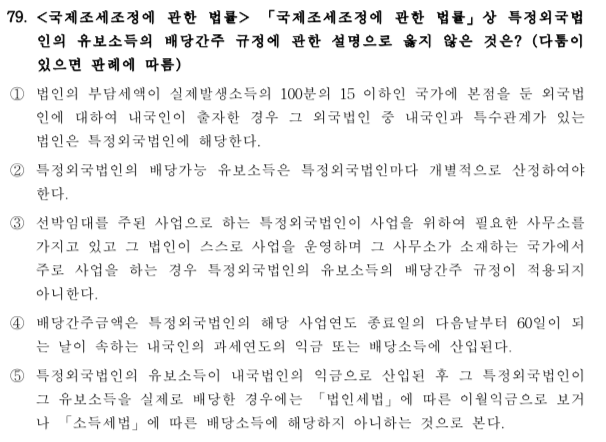 79. <국제조세조정에 관한 법률> 「국제조세조정에 관한 법률」상 특정외국법
인의 유보소득의 배당간주 규정에 관한 설명으로 옳지 않은 것은? (다툼이
있으면 판례에 따름)
① 법인의 부담세액이 실제발생소득의 100분의 15 이하인 국가에 본점을 둔 외국법
인에 대하여 내국인이 출자한 경우 그 외국법인 중 내국인과 특수관계가 있는
법인은 특정외국법인에 해당한다.
② 특정외국법인의 배당가능 유보소득은 특정외국법인마다 개별적으로 산정하여야
한다.
③ 선박임대를 주된 사업으로 하는 특정외국법인이 사업을 위하여 필요한 사무소를
가지고 있고 그 법인이 스스로 사업을 운영하며 그 사무소가 소재하는 국가에서
주로 사업을 하는 경우 특정외국법인의 유보소득의 배당간주 규정이 적용되지
아니한다.
④ 배당간주금액은 특정외국법인의 해당 사업연도 종료일의 다음날부터 60일이 되
는 날이 속하는 내국인의 과세연도의 익금 또는 배당소득에 산입된다.
⑤ 특정외국법인의 유보소득이 내국법인의 익금으로 산입된 후 그 특정외국법인이
그 유보소득을 실제로 배당한 경우에는 「법인세법」에 따른 이월익금으로 보거
나 「소득세법」에 따른 배당소득에 해당하지 아니하는 것으로 본다.